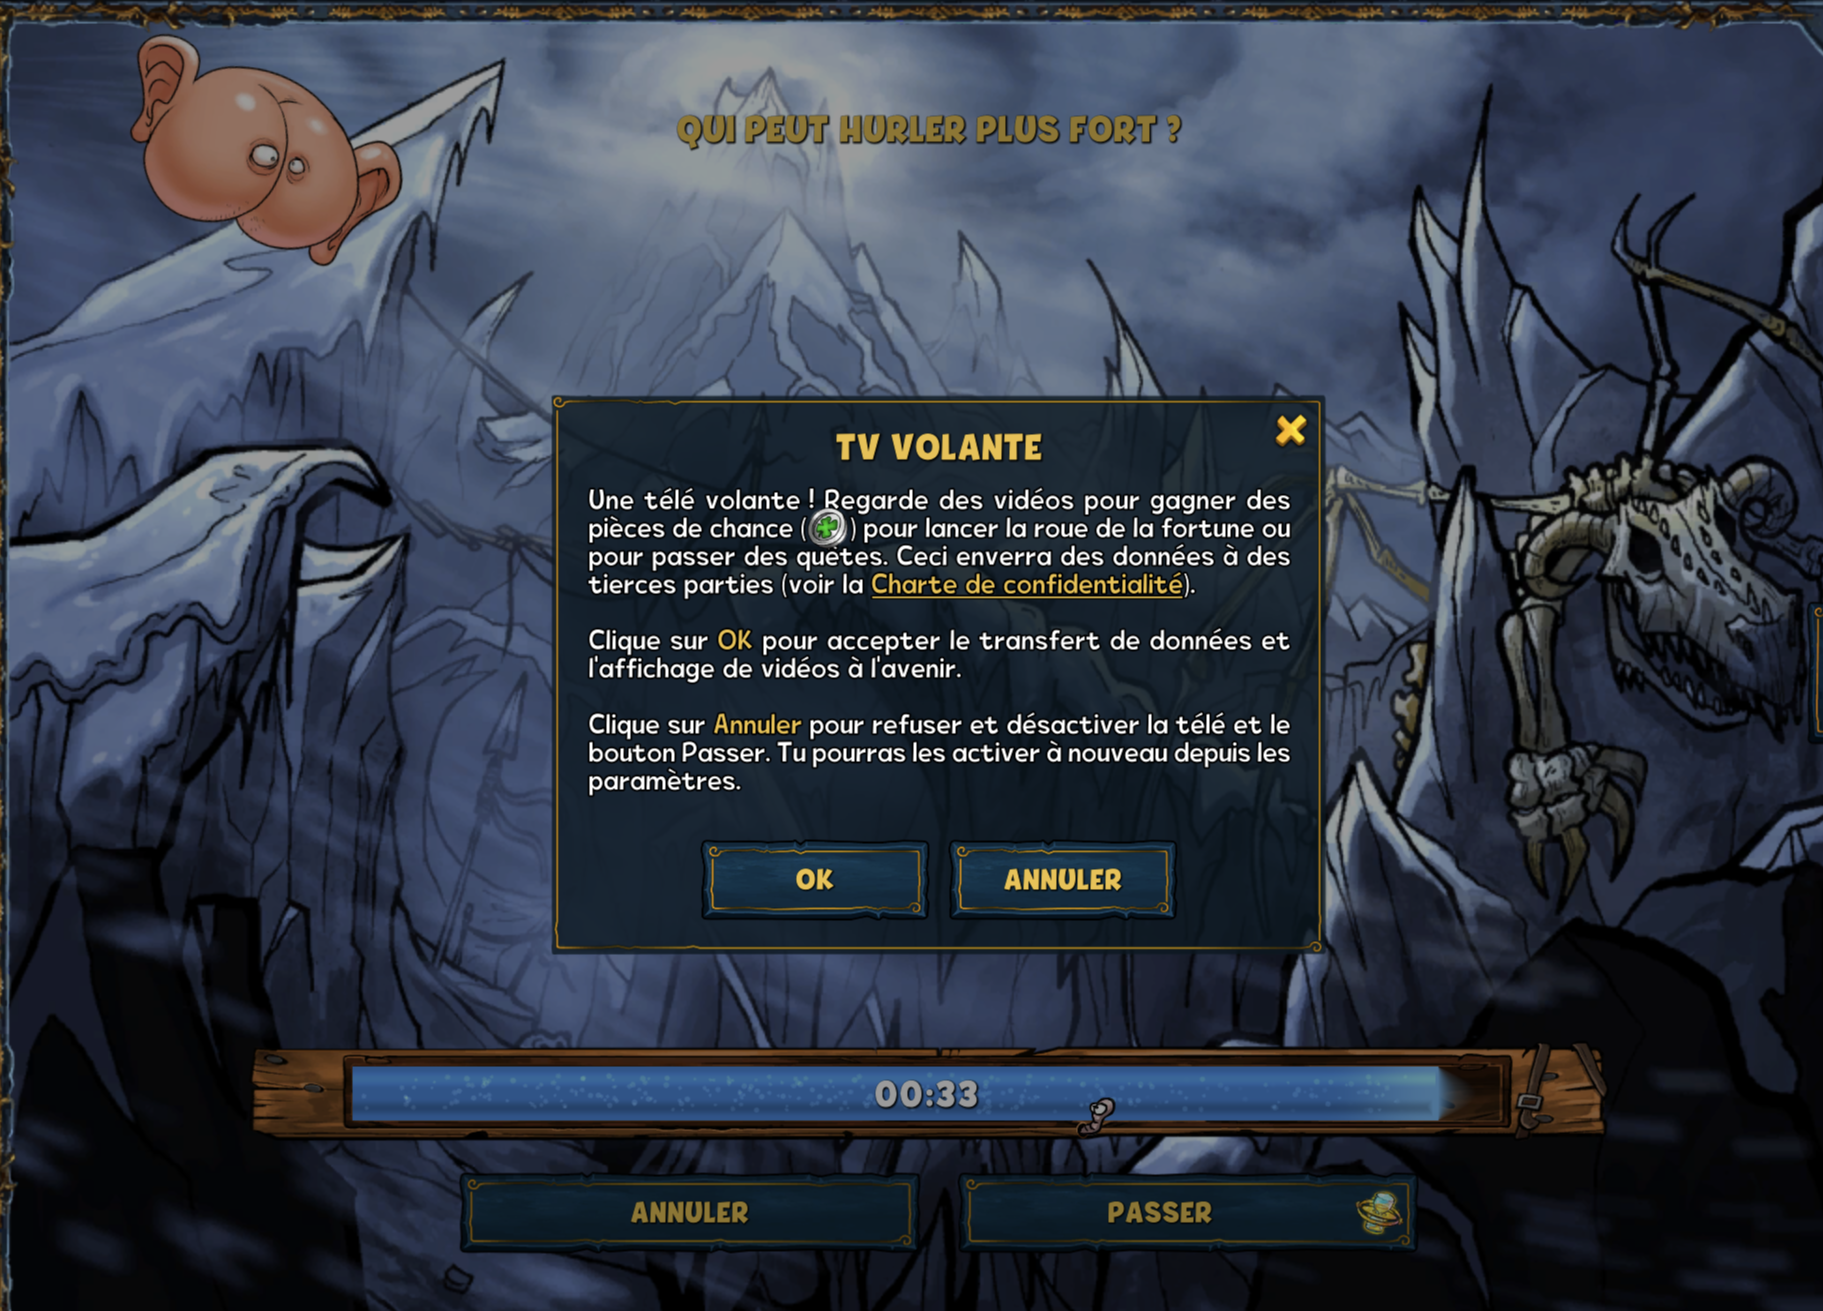 QUI PEUT HURLER PLUS FORT ?
TV VOLANTE
Une télé volante ! Regarde des vidéos pour gagner des
pièces de chance ( ) pour lancer la roue de la fortune ou
pour passer des quêtes. Ceci enverra des données à des
tierces parties (voir la Charte de confidentialité).
Clique sur OK pour accepter le transfert de données et
l'affichage de vidéos à l'avenir.
Clique sur Annuler pour refuser et désactiver la télé et le
bouton Passer. Tu pourras les activer à nouveau depuis les
paramètres.
OK
ANNULER
00:33
ANNULER
PASSER